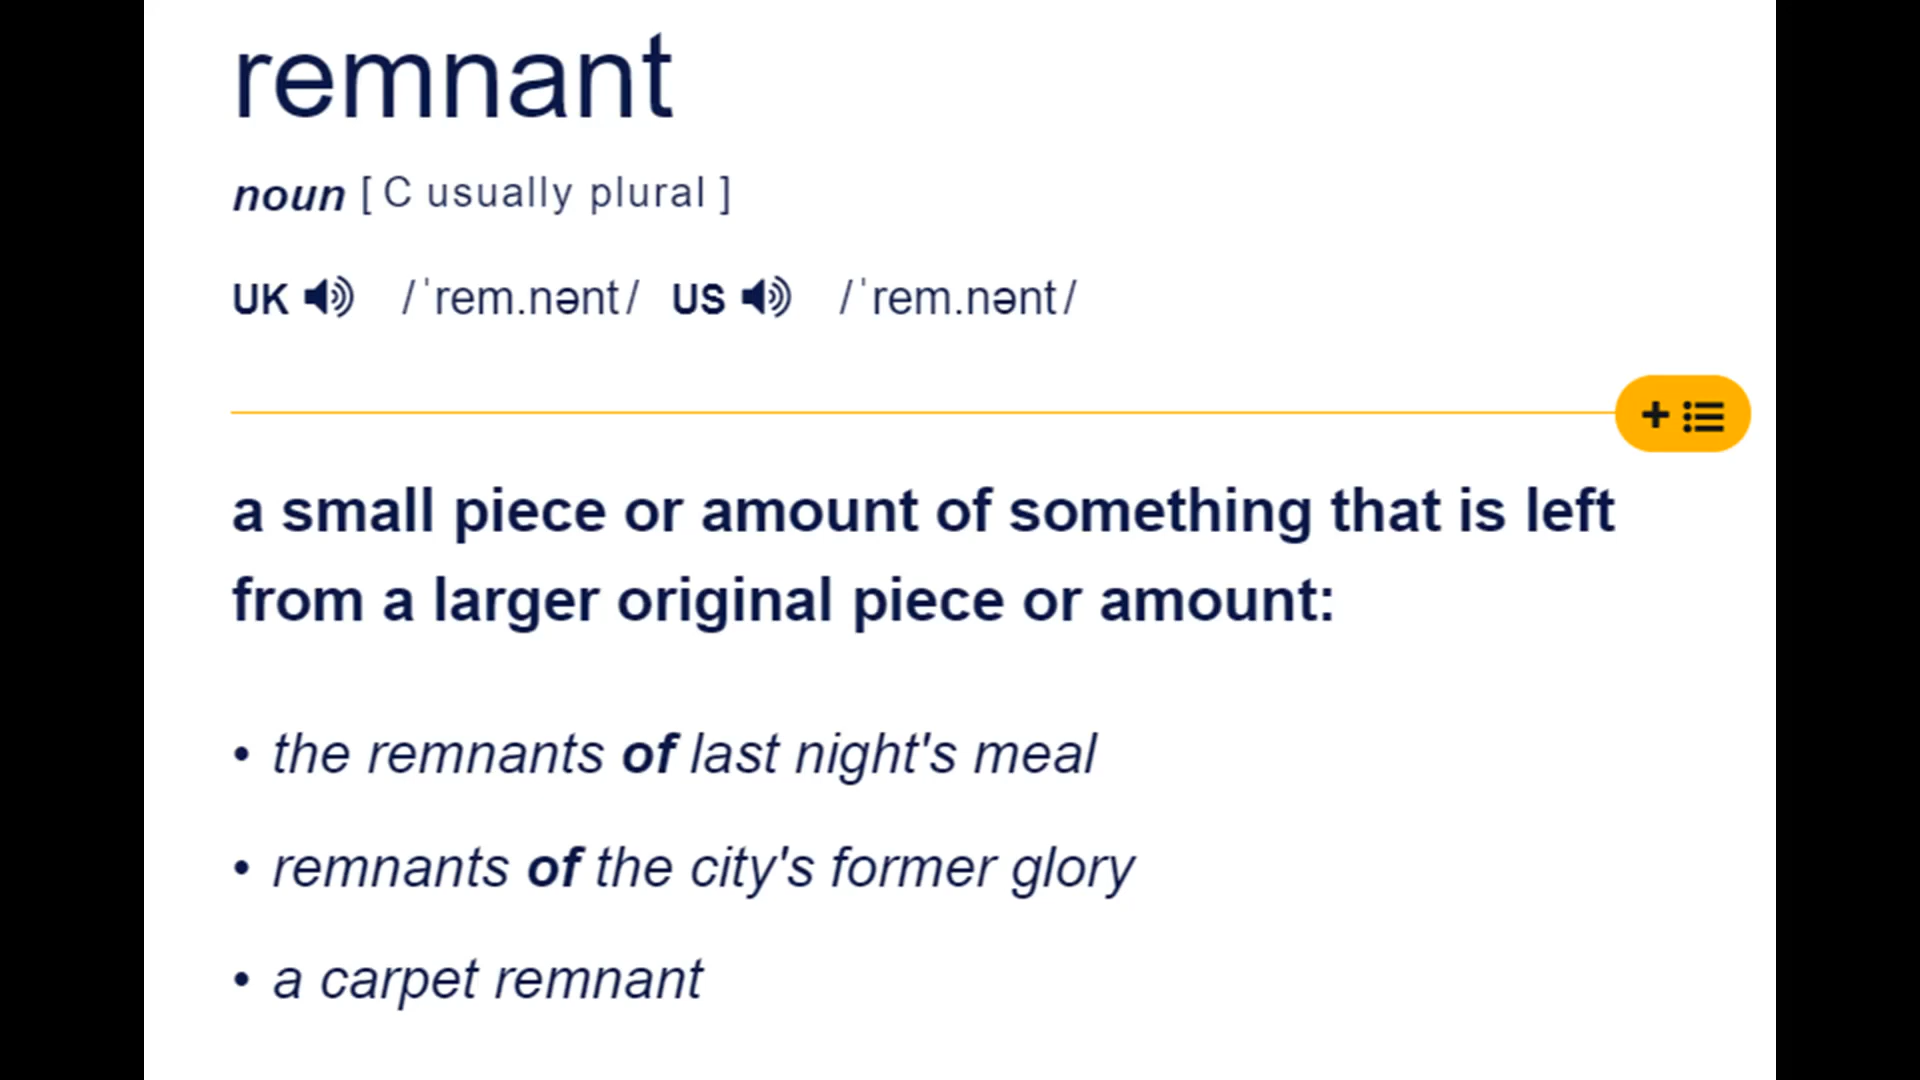 remnant
noun [ C usually plural ]
UK /ˈrem.nənt/ US /ˈrem.nənt/
a small piece or amount of something that is left
from a larger original piece or amount:
• the remnants of last night's meal
• remnants of the city's former glory
• a carpet remnant